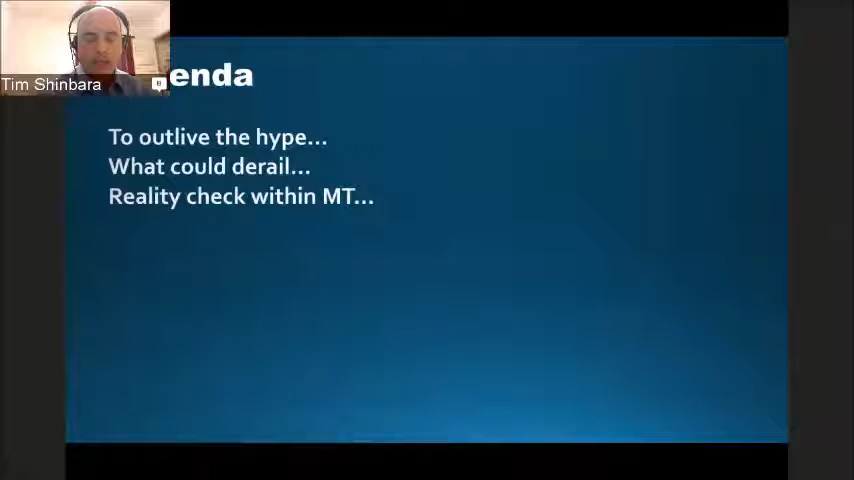 Tim Shinbara
enda
To outlive the hype...
What could derail...
Reality check within MT...